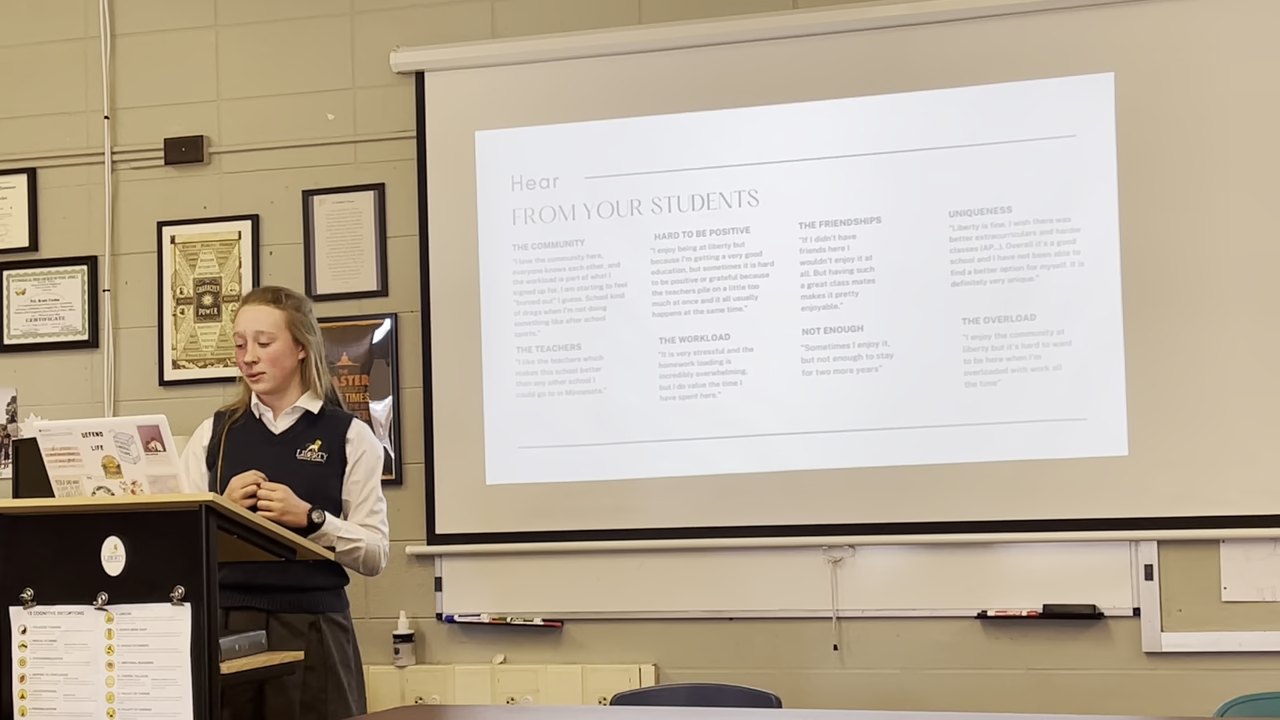 Hear
FROM YOUR STUDENTS
THE COMMUNITY
"I love the community here,
everyone knows each other, and
the workload is part of what I
signed up for. I am starting to feel
"burned out" I guess. School kind
of drags when I'm not doing
something like after school
sports."
THE TEACHERS
"I like the teachers which
makes this school better
than any other school I
could go to in Minnesota."
HARD TO BE POSITIVE
"I enjoy being at liberty but
because I'm getting a very good
education, but sometimes it is hard
to be positive or grateful because
the teachers pile on a little too
much at once and it all usually
happens at the same time."
THE WORKLOAD
"It is very stressful and the
homework loading is
incredibly overwhelming,
but I do value the time I
have spent here."
THE FRIENDSHIPS
"If I didn't have
friends here I
wouldn't enjoy it at
all. But having such
a great class mates
makes it pretty
enjoyable."
NOT ENOUGH
"Sometimes I enjoy it,
but not enough to stay
for two more years"
UNIQUENESS
"Liberty is fine. I wish there was
better extracurriculars and harder
classes (AP...). Overall it's a good
school and I have not been able to
find a better option for myself. It is
definitely very unique."
THE OVERLOAD
"I enjoy the community at
liberty but it's hard to want
to be here when I'm
overloaded with work all
the time"
CHARACTER
POWER
CERTIFICATE
THE
TIMES
DEFEND
LIFE
LIBERTY
LIBERTY
15 COGNITIVE DISTORTIONS